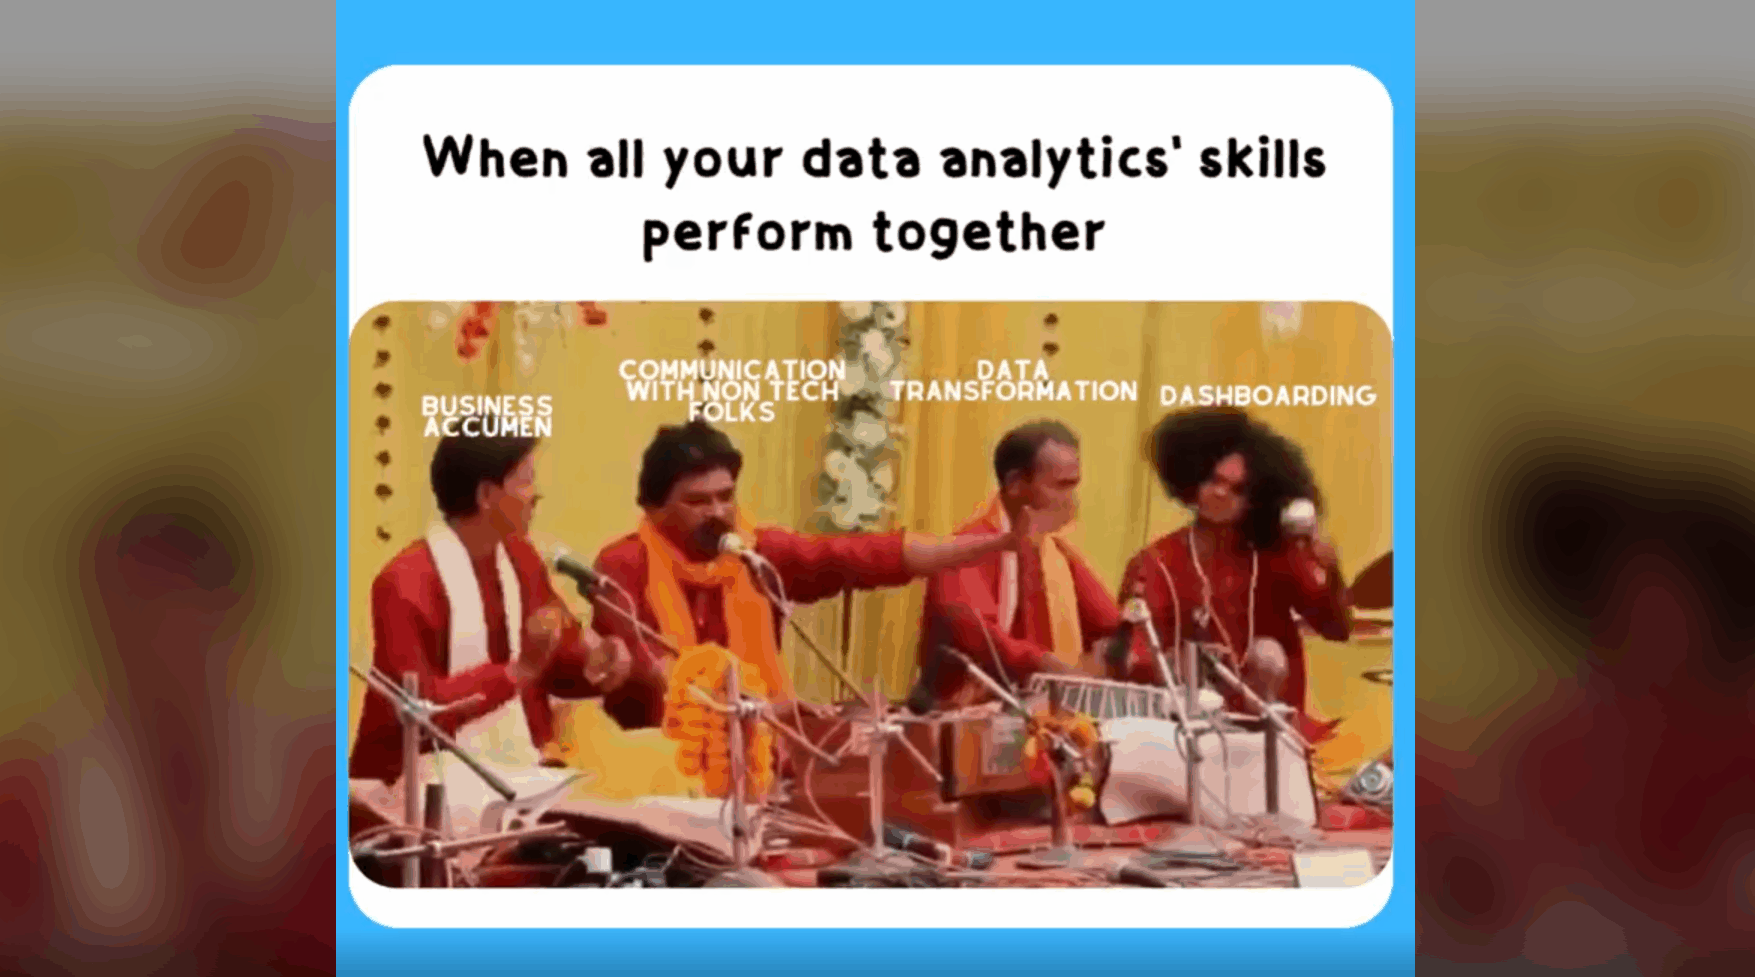 When all your data analytics' skills
perform together
BUSINESS
ACCUMEN
COMMUNICATION
WITH NON TECH
FOLKS
DATA
TRANSFORMATION
DASHBOARDING